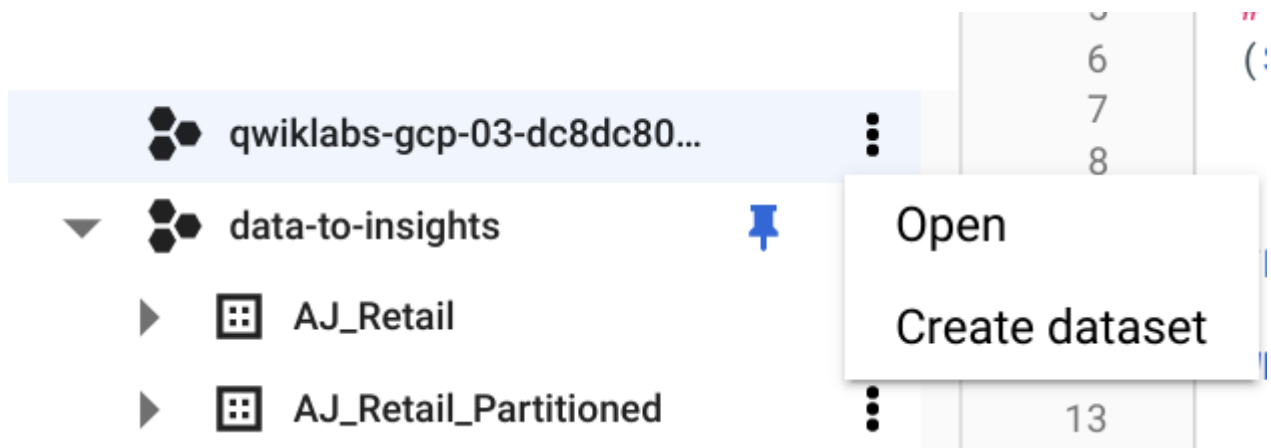 6
(
7
qwiklabs-gcp-03-dc8dc80...
8
data-to-insights
Open
AJ_Retail
Create dataset
AJ_Retail_Partitioned
13